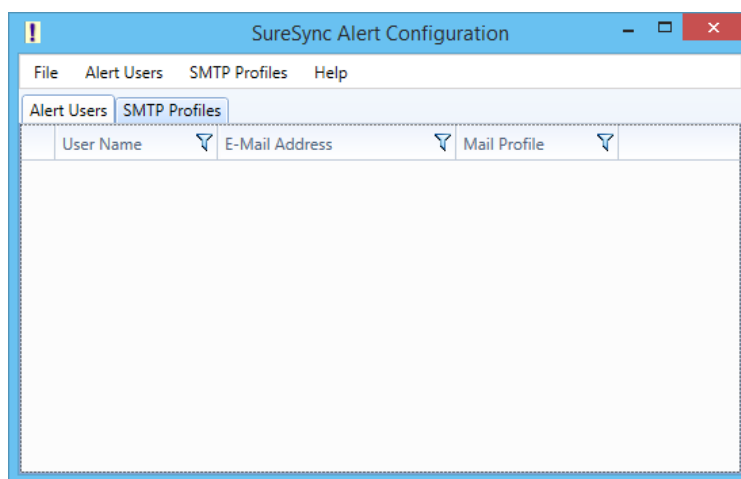 SureSync Alert Configuration
File Alert Users SMTP Profiles Help
Alert Users SMTP Profiles
User Name E-Mail Address Mail Profile